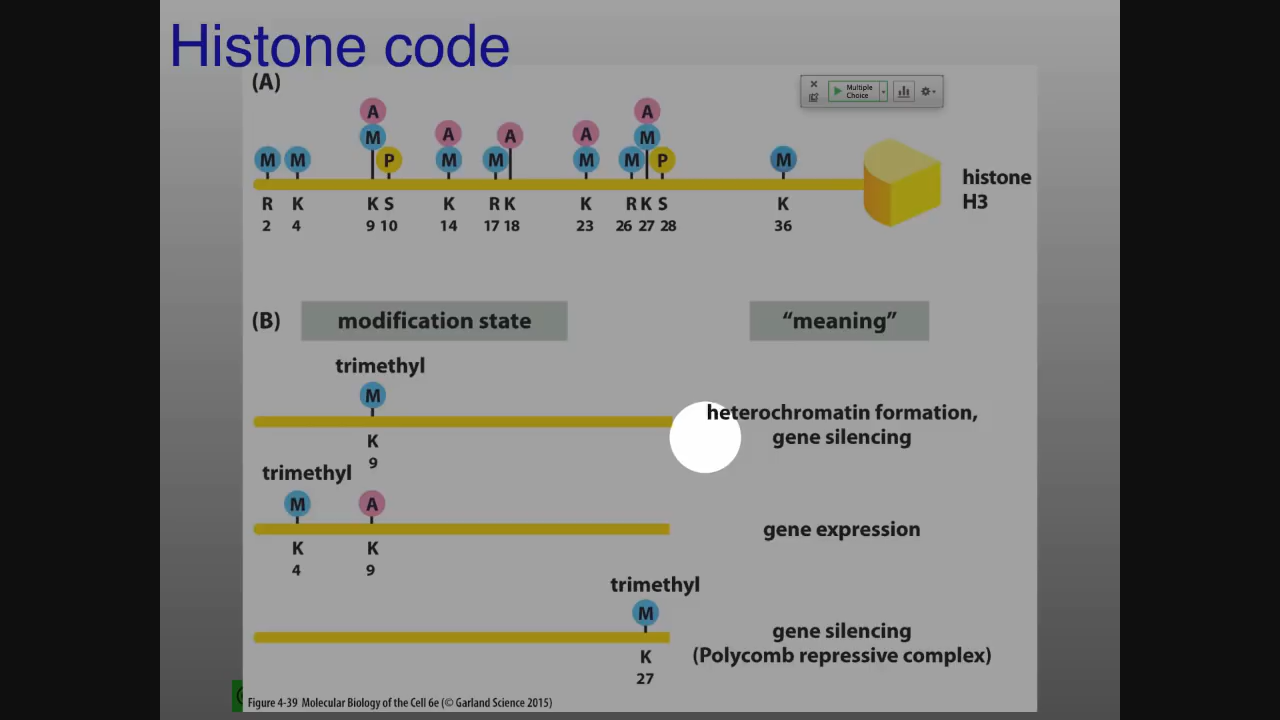 Histone code
(A)
Multiple
Choice
A A
M A A A M
M M P M M M M P M
R K K S K R K K R K S K
2 4 9 10 14 17 18 23 26 27 28 36
histone
H3
(B) modification state "meaning"
trimethyl
M
K
9
heterochromatin formation,
gene silencing
trimethyl
M A
K K
4 9
gene expression
trimethyl
M
K
27
gene silencing
(Polycomb repressive complex)
Figure 4-39 Molecular Biology of the Cell 6e (© Garland Science 2015)